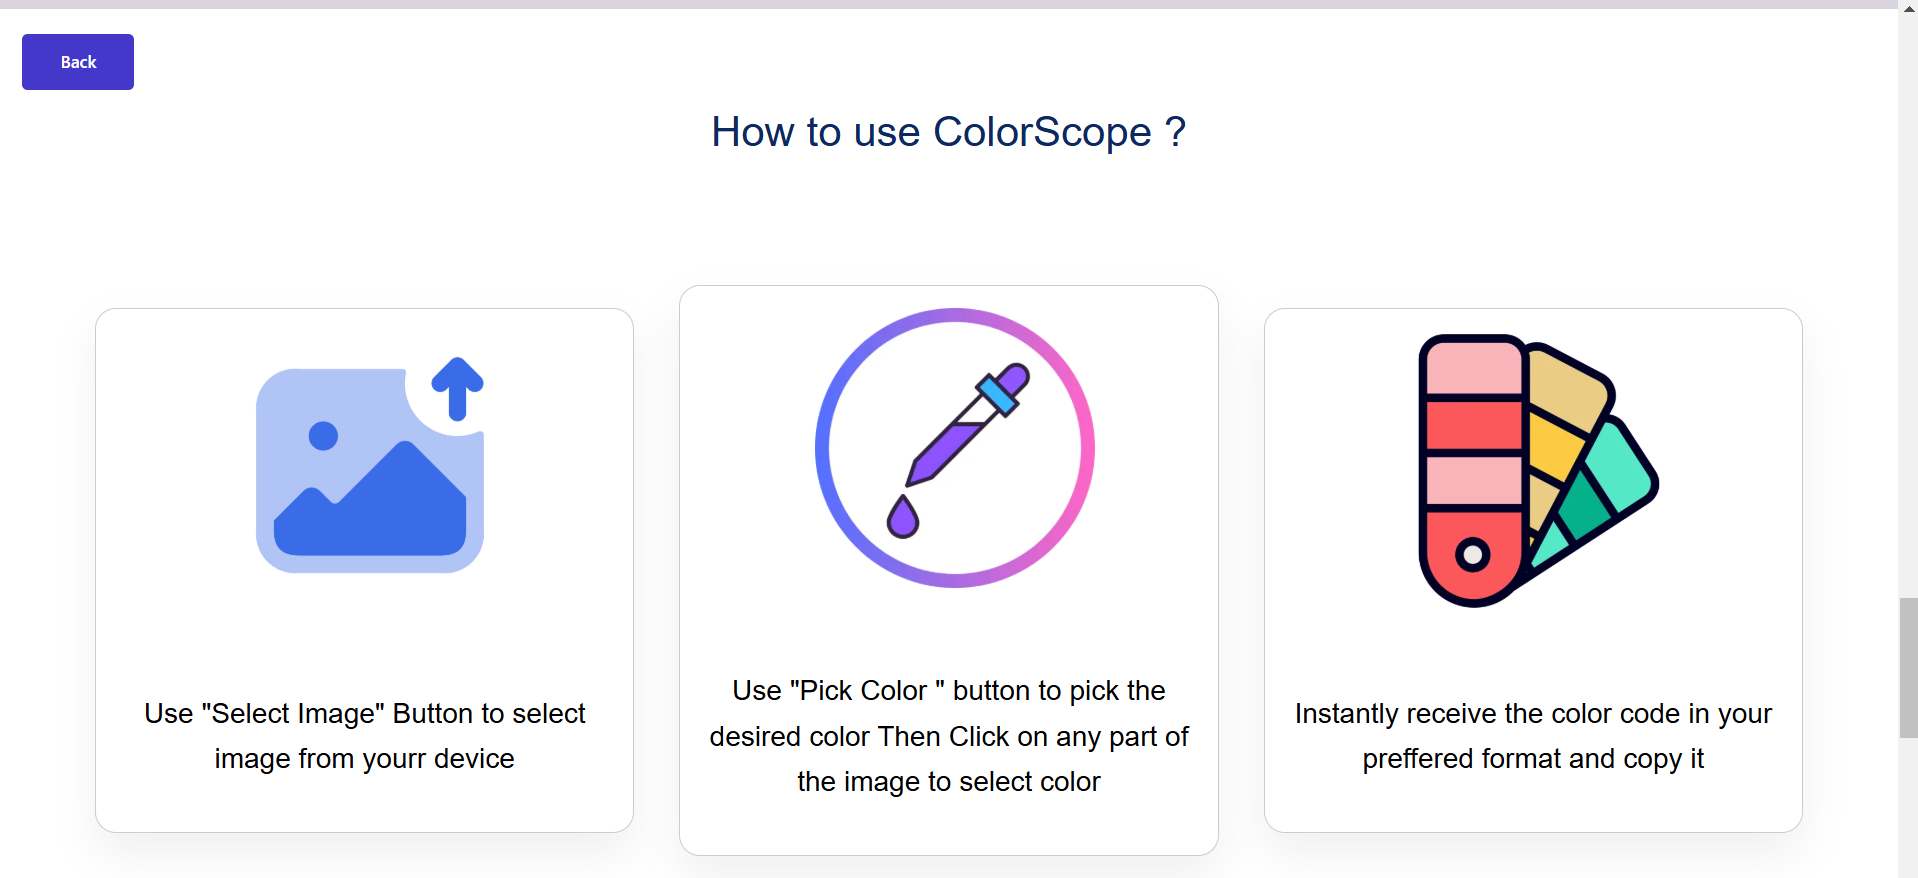 Back
How to use ColorScope ?
Use "Select Image" Button to select
image from yourr device
Use "Pick Color " button to pick the
desired color Then Click on any part of
the image to select color
Instantly receive the color code in your
preffered format and copy it